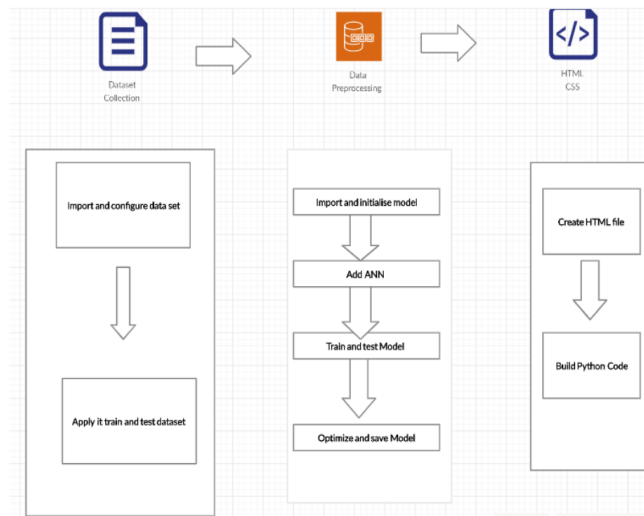 Dataset
Collection
Data
Preprocessing
HTML
CSS
Import and configure data set
Apply it train and test dataset
Import and initialise model
Add ANN
Train and test Model
Optimize and save Model
Create HTML file
Build Python Code